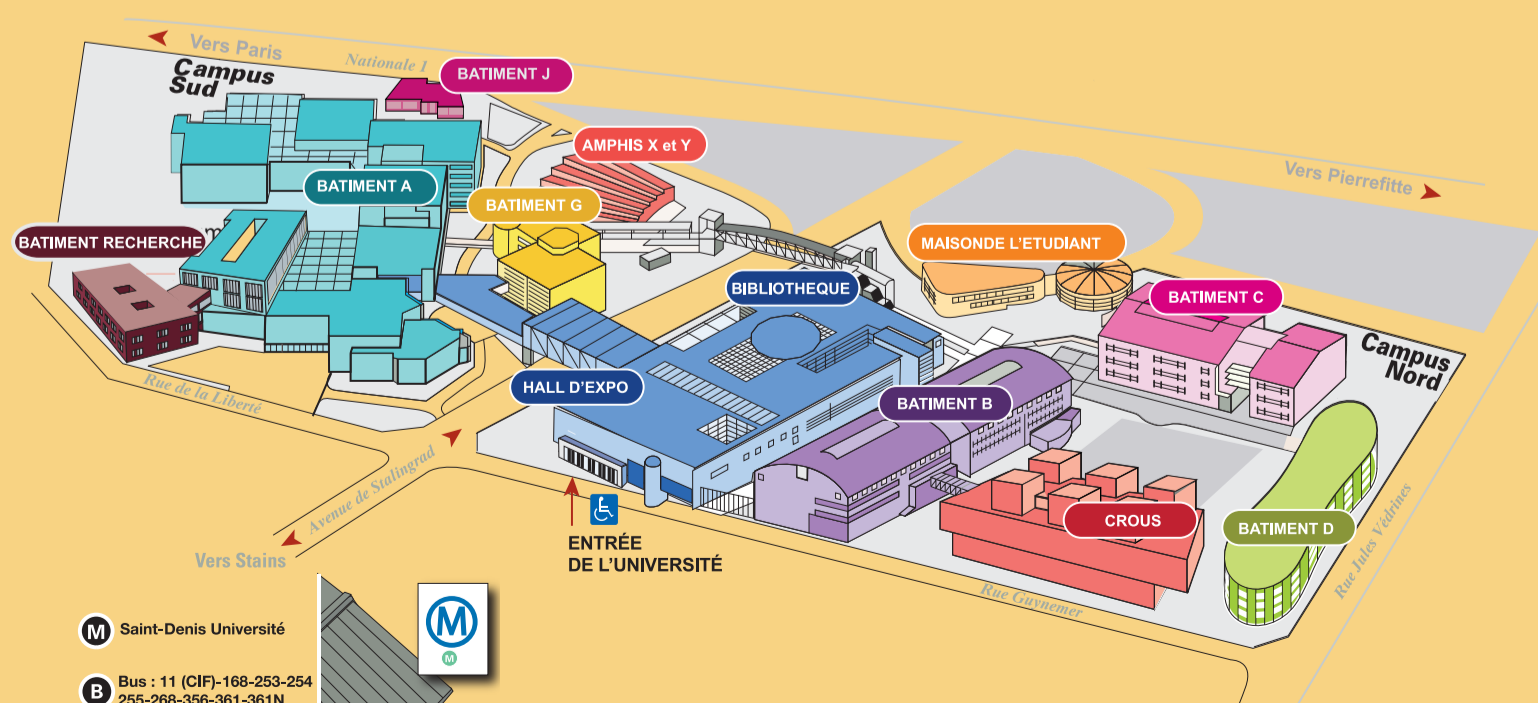 Vers Paris
Nationale 1
Campus
Sud
BATIMENT J
AMPHIS X et Y
Vers Pierrefitte
BATIMENT A
BATIMENT G
BATIMENT RECHERCHE
MAISONDE L'ETUDIANT
BIBLIOTHEQUE
BATIMENT C
Campus
Nord
Rue de la Liberté
HALL D'EXPO
BATIMENT B
Avenue de Stalingrad
CROUS
BATIMENT D
Rue Jules Védrines
ENTRÉE
DE L'UNIVERSITÉ
Vers Stains
Rue Guynemer
M Saint-Denis Université
M
M
B Bus : 11 (CIF)-168-253-254
255-268-356-361-361N